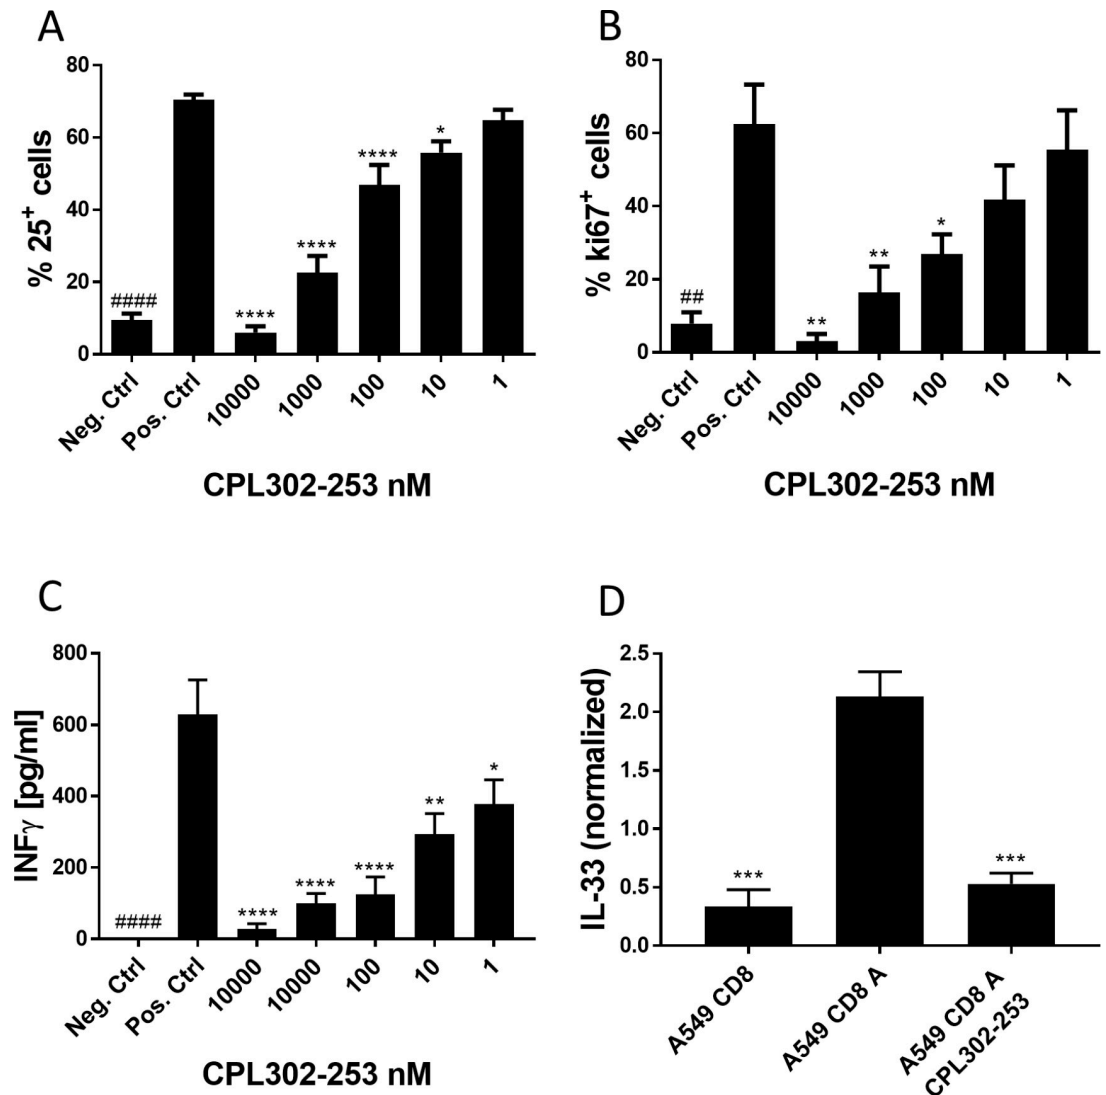 A
80
60
40
20
0
% 25⁺ cells
####
****
****
****
*
Neg. Ctrl
Pos. Ctrl
10000
1000
100
10
1
CPL302-253 nM
B
80
60
40
20
0
% ki67⁺ cells
##
**
**
*
Neg. Ctrl
Pos. Ctrl
10000
1000
100
10
1
CPL302-253 nM
C
800
600
400
200
0
INFγ [pg/ml]
####
****
****
****
**
*
Neg. Ctrl
Pos. Ctrl
10000
10000
100
10
1
CPL302-253 nM
D
2.5
2.0
1.5
1.0
0.5
0.0
IL-33 (normalized)
***
***
A549 CD8
A549 CD8 A
A549 CD8 A
CPL302-253